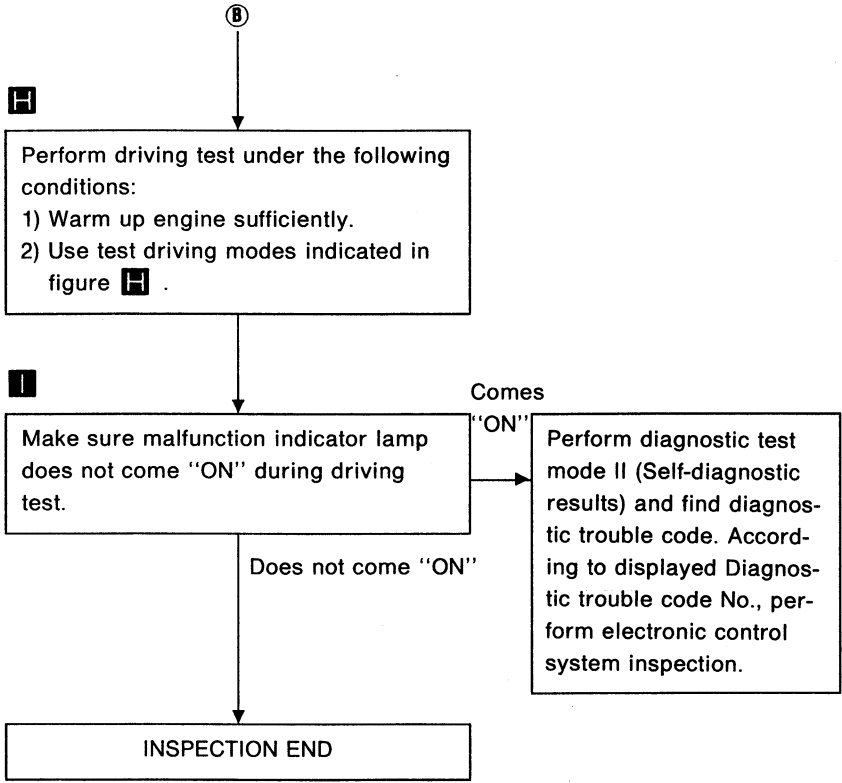 B
H
Perform driving test under the following
conditions:
1) Warm up engine sufficiently.
2) Use test driving modes indicated in
figure H .
I
Make sure malfunction indicator lamp
does not come ‘‘ON’’ during driving
test.
Comes
‘‘ON’’
Perform diagnostic test
mode II (Self-diagnostic
results) and find diagnos-
tic trouble code. Accord-
ing to displayed Diagnos-
tic trouble code No., per-
form electronic control
system inspection.
Does not come ‘‘ON’’
INSPECTION END